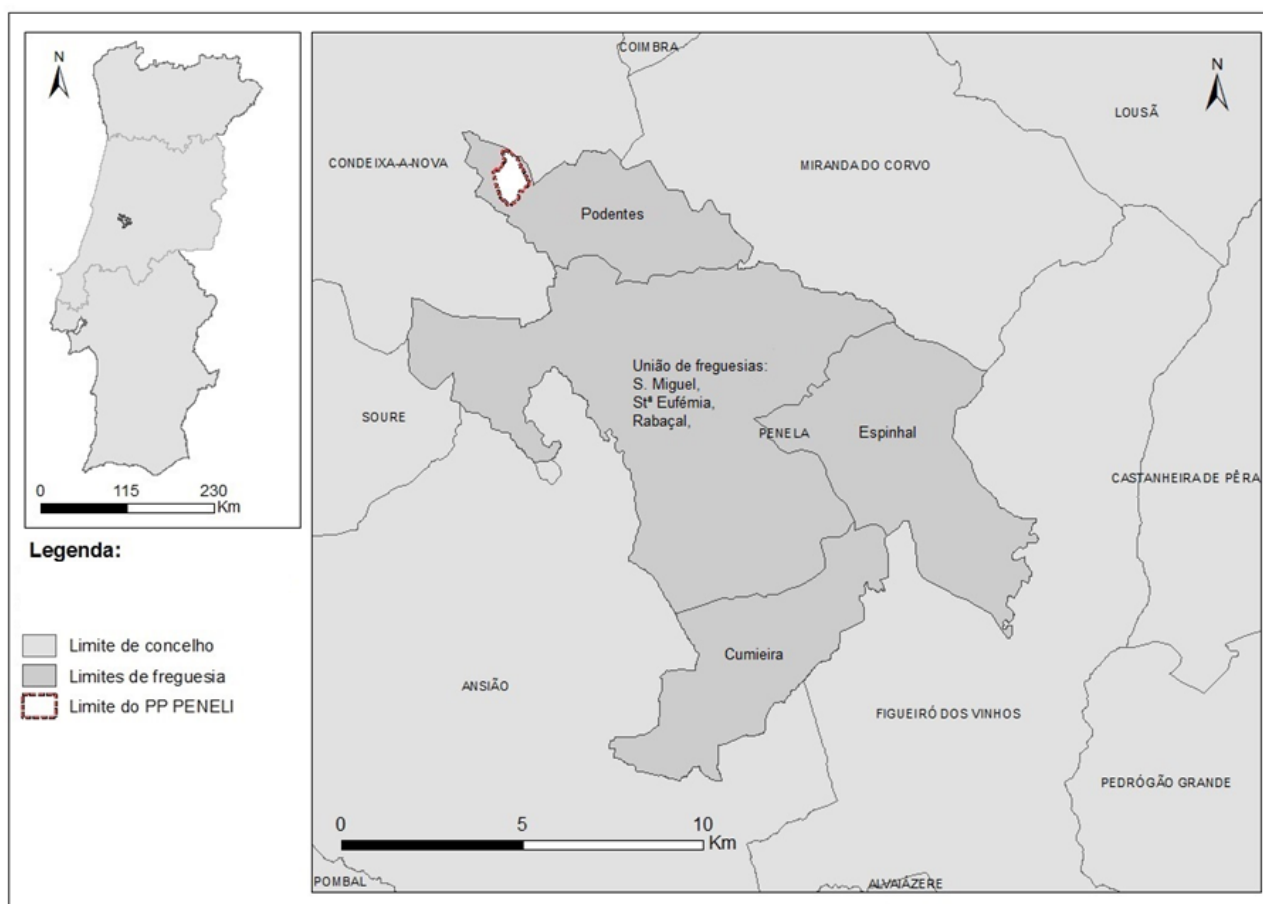 N
0 115 230
Km
Legenda:
Limite de concelho
Limites de freguesia
Limite do PP PENELI
N
COIMBRA
LOUSÃ
CONDEIXA-A-NOVA
MIRANDA DO CORVO
Podentes
União de freguesias:
S. Miguel,
Stª Eufémia,
Rabaçal,
SOURE
PENELA
Espinhal
CASTANHEIRA DE PÊRA
Cumieira
ANSIÃO
FIGUEIRÓ DOS VINHOS
PEDRÓGÃO GRANDE
0 5 10
Km
POMBAL
ALVAIÁZERE